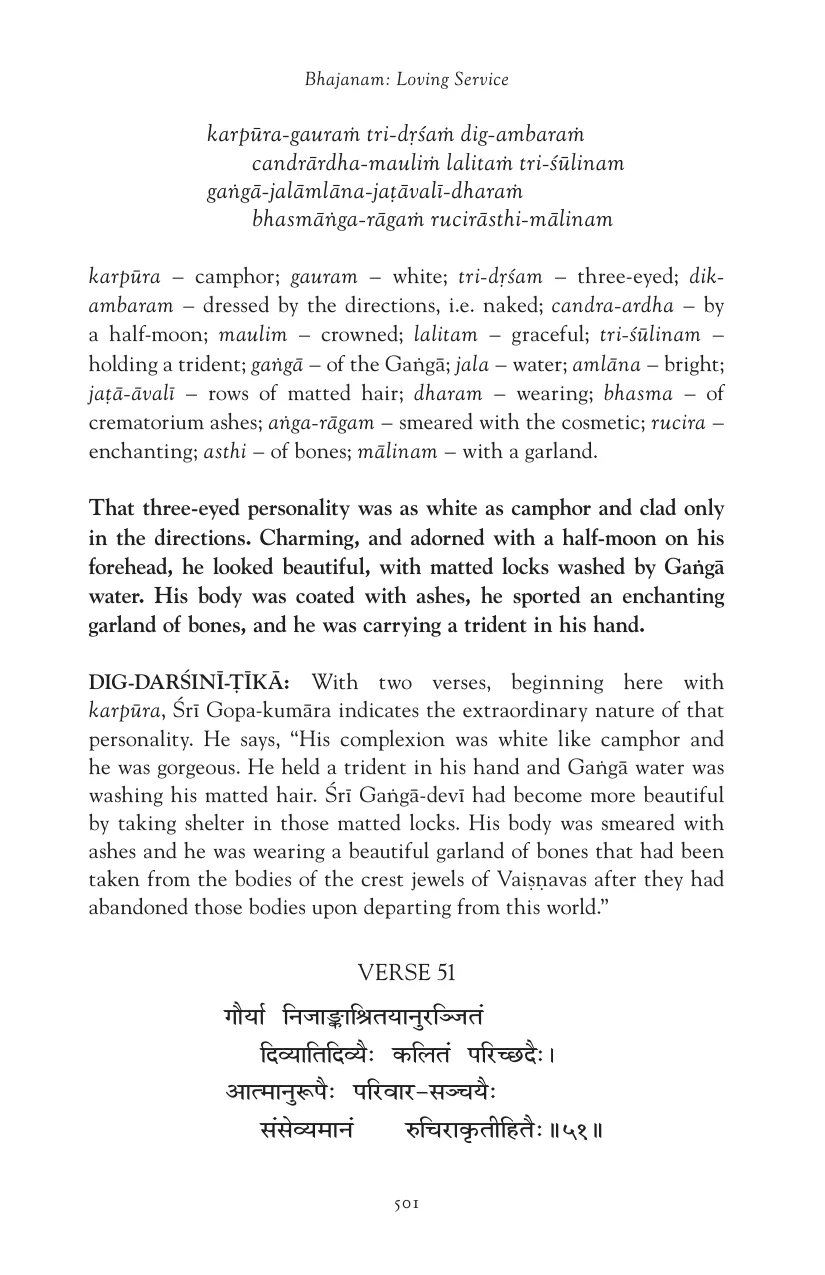 Bhajanam: Loving Service
karpūra-gauraṁ tri-dṛśaṁ dig-ambaraṁ
candrārdha-mauliṁ lalitaṁ tri-śūlinam
gaṅgā-jalāmlāna-jaṭāvalī-dharaṁ
bhasmāṅga-rāgaṁ rucirāsthi-mālinam
karpūra – camphor; gauram – white; tri-dṛśam – three-eyed; dik-
ambaram – dressed by the directions, i.e. naked; candra-ardha – by
a half-moon; maulim – crowned; lalitam – graceful; tri-śūlinam –
holding a trident; gaṅgā – of the Gaṅgā; jala – water; amlāna – bright;
jaṭā-āvalī – rows of matted hair; dharam – wearing; bhasma – of
crematorium ashes; aṅga-rāgam – smeared with the cosmetic; rucira –
enchanting; asthi – of bones; mālinam – with a garland.
That three-eyed personality was as white as camphor and clad only
in the directions. Charming, and adorned with a half-moon on his
forehead, he looked beautiful, with matted locks washed by Gaṅgā
water. His body was coated with ashes, he sported an enchanting
garland of bones, and he was carrying a trident in his hand.
DIG-DARŚINĪ-ṬĪKĀ: With two verses, beginning here with
karpūra, Śrī Gopa-kumāra indicates the extraordinary nature of that
personality. He says, “His complexion was white like camphor and
he was gorgeous. He held a trident in his hand and Gaṅgā water was
washing his matted hair. Śrī Gaṅgā-devī had become more beautiful
by taking shelter in those matted locks. His body was smeared with
ashes and he was wearing a beautiful garland of bones that had been
taken from the bodies of the crest jewels of Vaiṣṇavas after they had
abandoned those bodies upon departing from this world.”
VERSE 51
गौर्या निजाङ्काश्रितयानुरञ्जितं
दिव्यातिदिव्यैः कलितं परिच्छदैः।
आत्मानुरूपैः परिवार-सञ्चयैः
संसेव्यमानं रुचिराकृतीहितैः॥५१॥
501